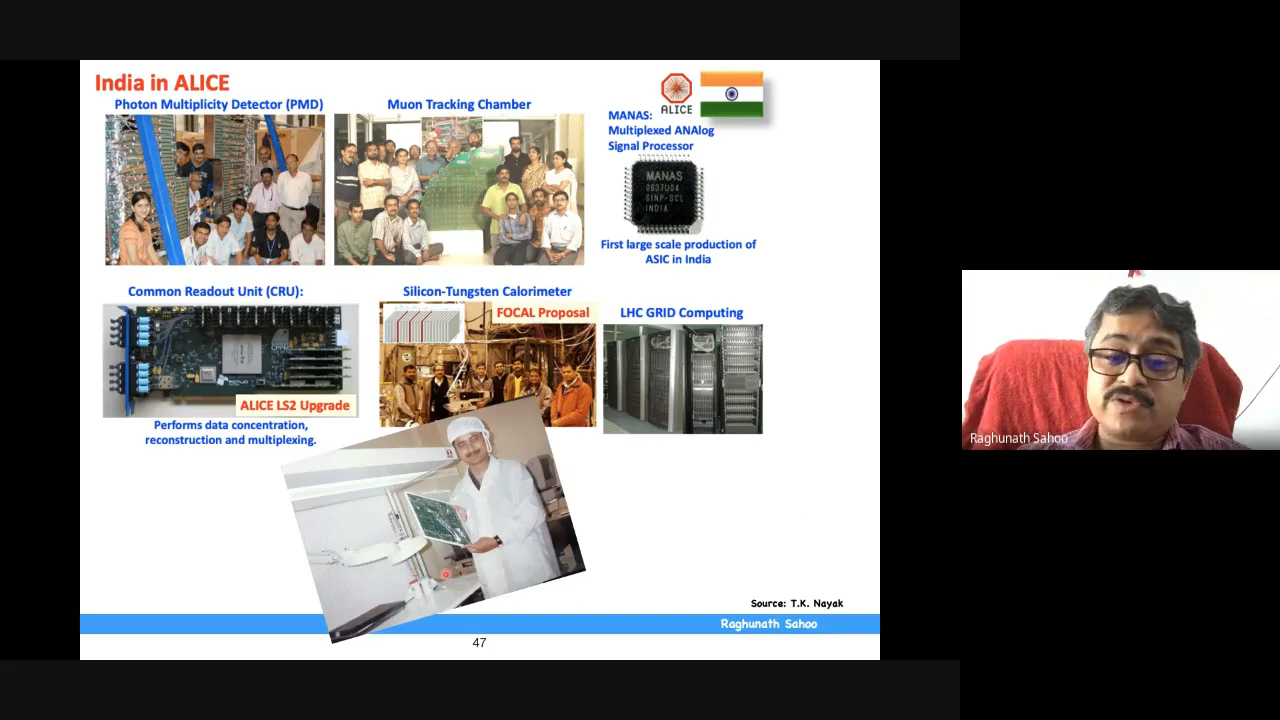 India in ALICE
Photon Multiplicity Detector (PMD)
Muon Tracking Chamber
ALICE
MANAS:
Multiplexed ANAlog
Signal Processor
MANAS
0637U04
SINP-SCL
INDIA
First large scale production of
ASIC in India
Common Readout Unit (CRU):
ALICE LS2 Upgrade
Performs data concentration,
reconstruction and multiplexing.
Silicon-Tungsten Calorimeter
FOCAL Proposal
LHC GRID Computing
Source: T.K. Nayak
Raghunath Sahoo
47
Raghunath Sahoo